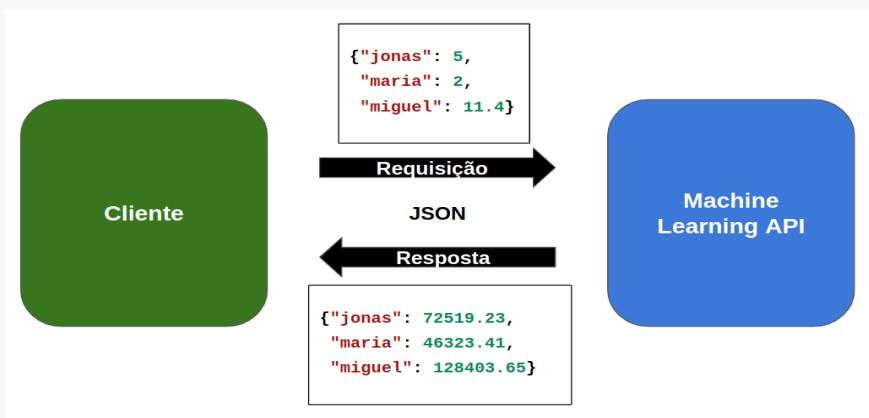 {"jonas": 5,
"maria": 2,
"miguel": 11.4}
Requisição
Cliente
JSON
Machine
Learning API
Resposta
{"jonas": 72519.23,
"maria": 46323.41,
"miguel": 128403.65}